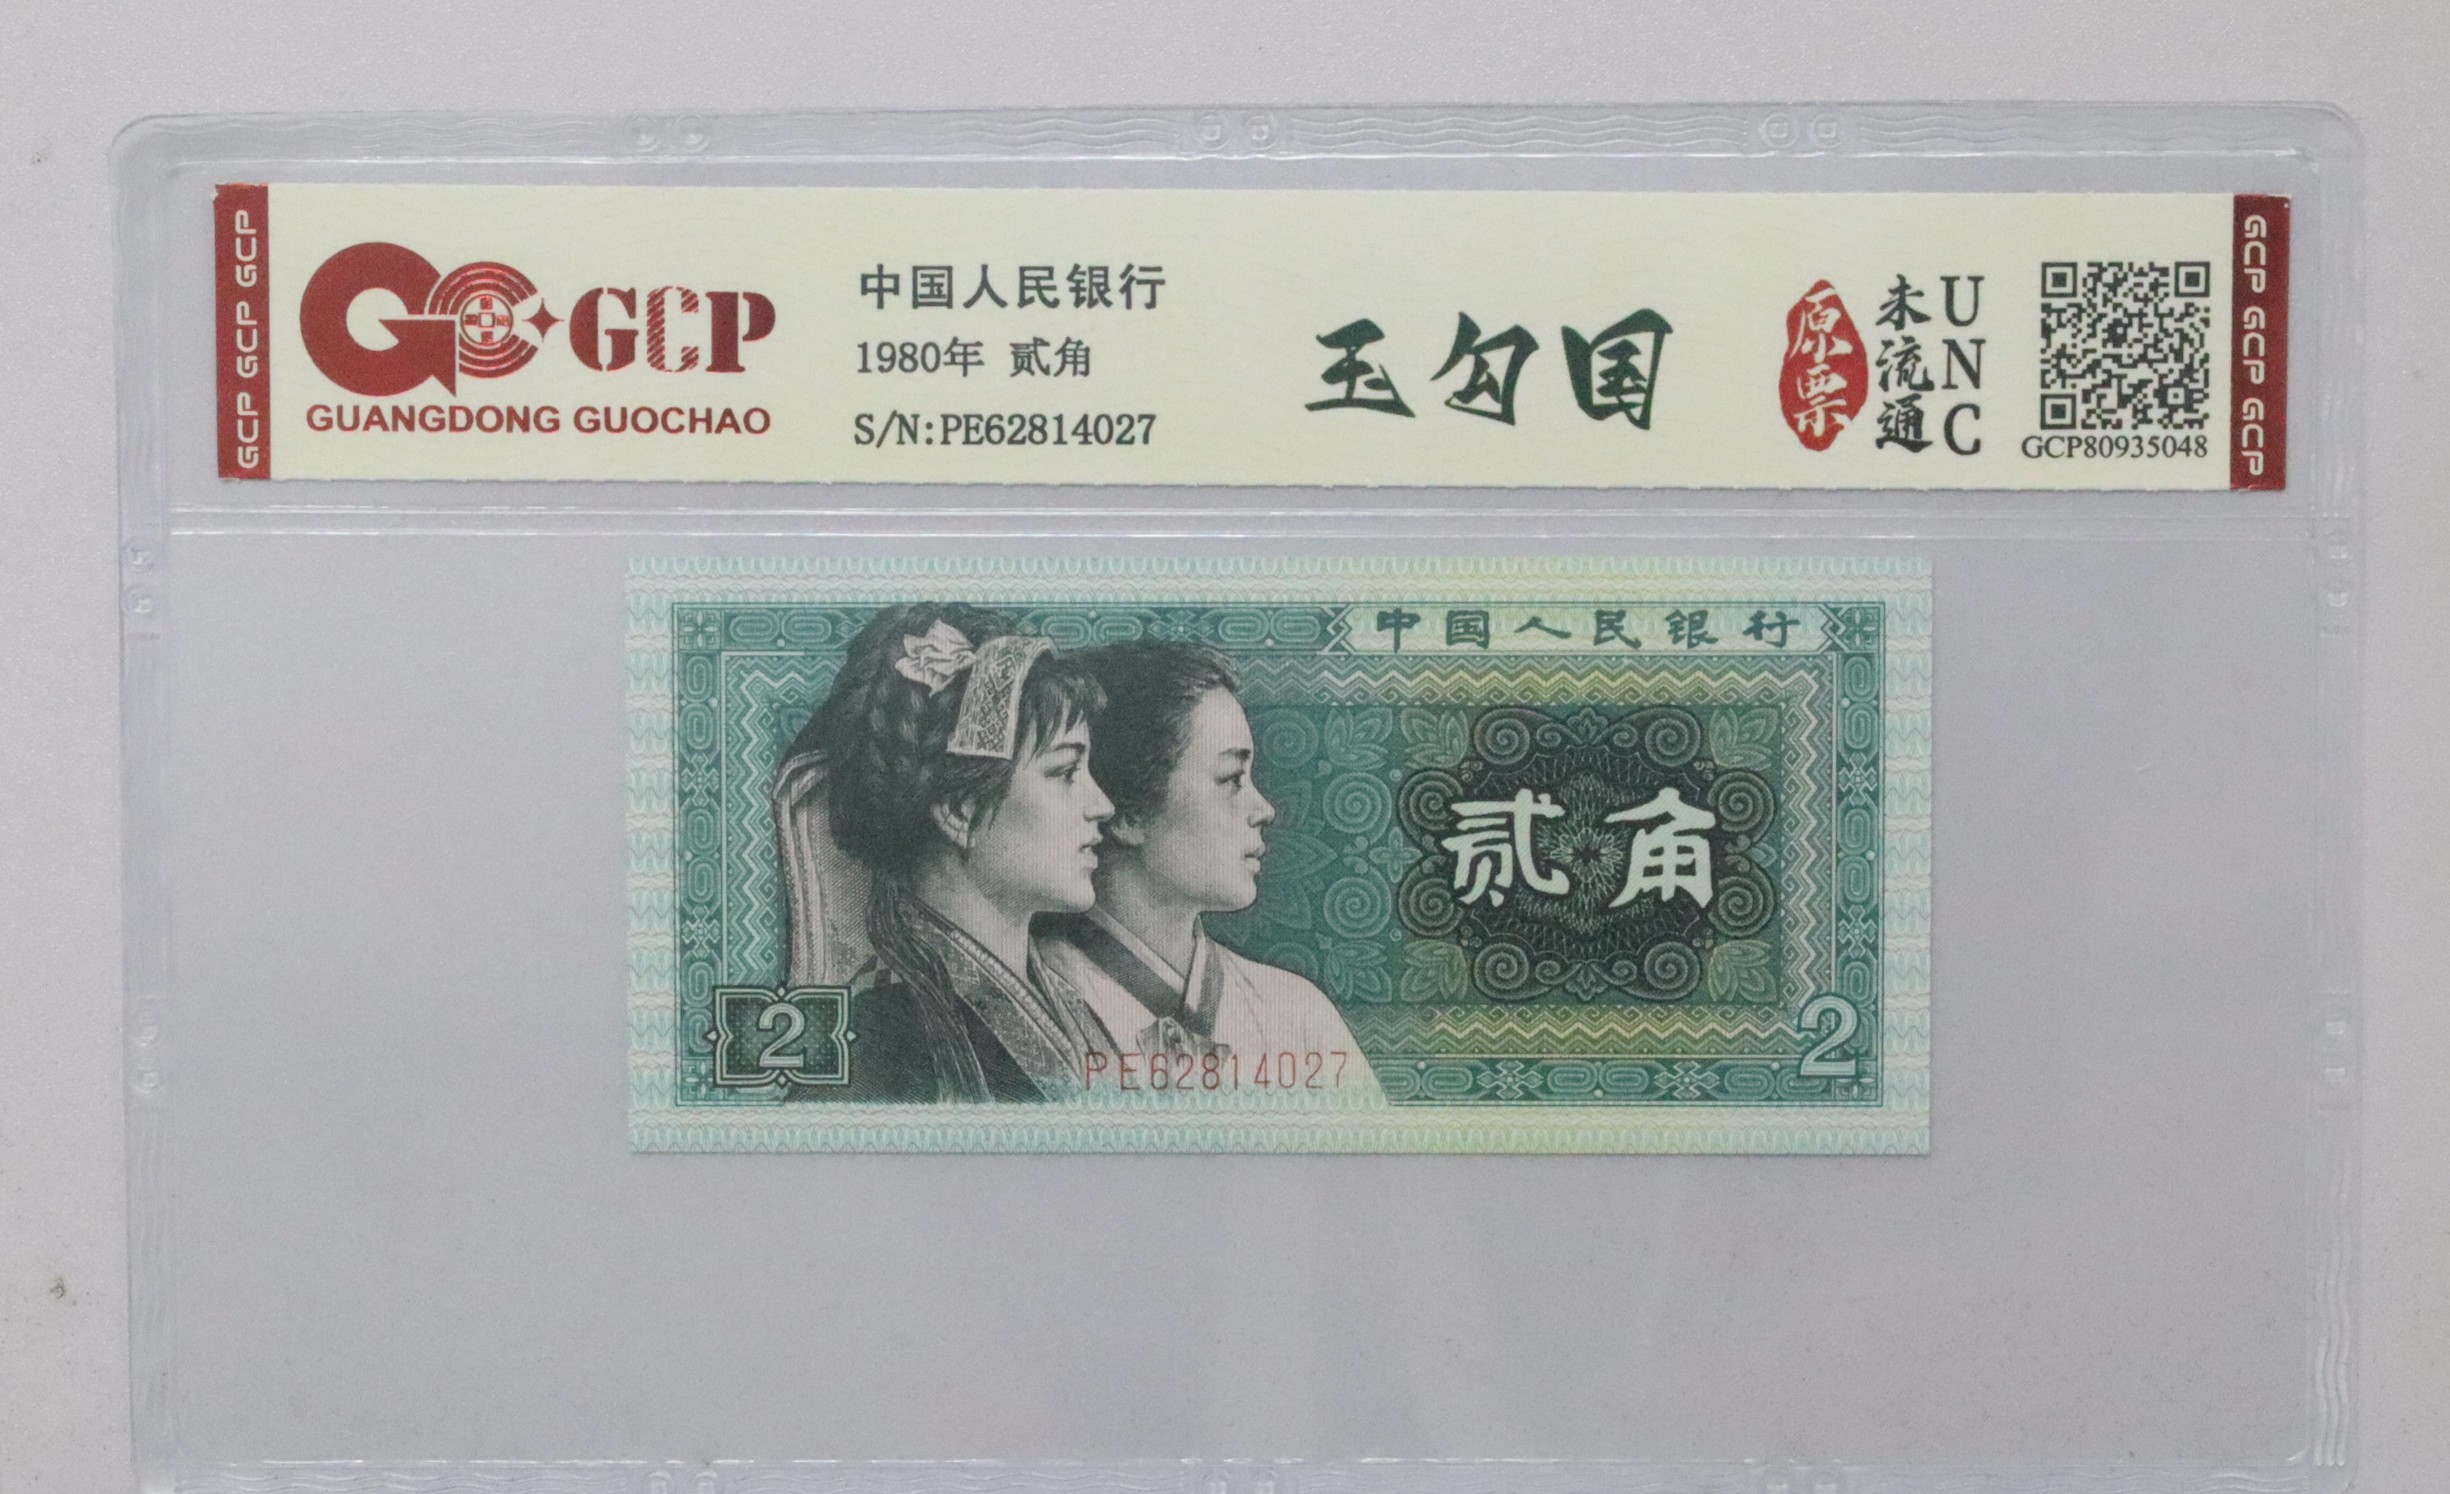 GCP GCP GCP
GCP
GUANGDONG GUOCHAO
中国人民银行
1980年 贰角
S/N:PE62814027
玉勾国
原票
未流通
UNC
GCP80935048
GCP GCP GCP
中国人民银行
贰角
2
PE62814027
2